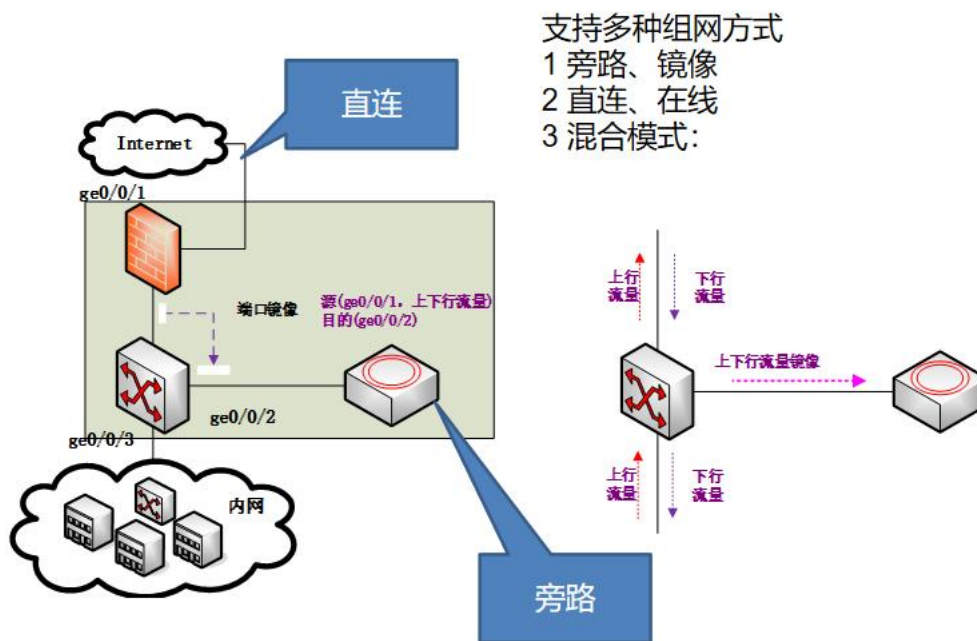 支持多种组网方式
1 旁路、镜像
2 直连、在线
3 混合模式：
直连
Internet
ge0/0/1
端口镜像
源(ge0/0/1，上下行流量)
目的(ge0/0/2)
ge0/0/2
ge0/0/3
内网
旁路
上行
流量
下行
流量
上下行流量镜像
上行
流量
下行
流量